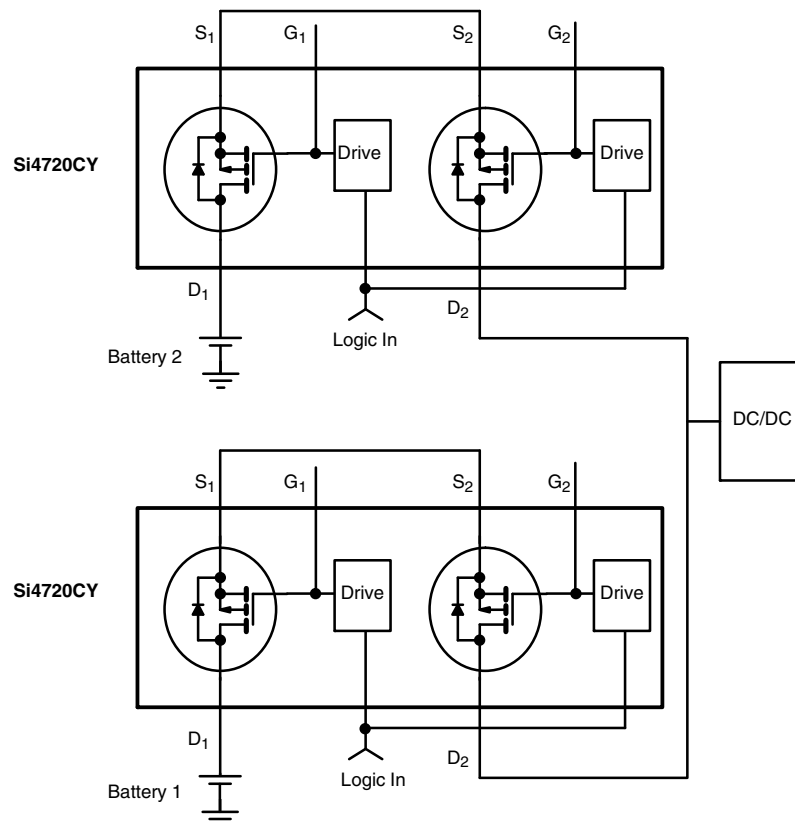 S1 G1 S2 G2
Si4720CY
Drive Drive
D1 D2
Logic In
Battery 2
DC/DC
S1 G1 S2 G2
Si4720CY
Drive Drive
D1 D2
Logic In
Battery 1